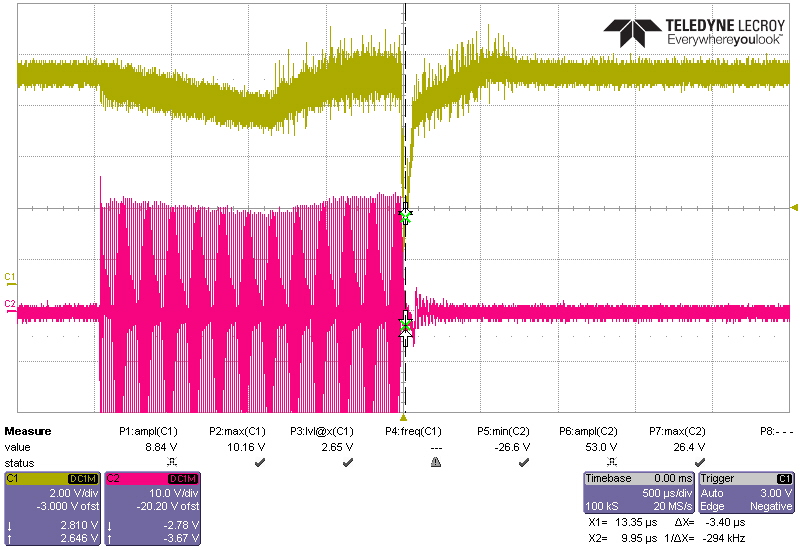 TELEDYNE LECROY
Everywhereyoulook™
C1
C2
Measure P1:ampl(C1) P2:max(C1) P3:lvl@x(C1) P4:freq(C1) P5:min(C2) P6:ampl(C2) P7:max(C2) P8:- - -
value 8.84 V 10.16 V 2.65 V --- -26.6 V 53.0 V 26.4 V
status
C1 DC1M
2.00 V/div
-3.000 V ofst
↓ 2.810 V
↑ 2.646 V
C2 DC1M
10.0 V/div
-20.20 V ofst
↓ -2.78 V
↑ -3.67 V
Timebase 0.00 ms
500 µs/div
100 kS 20 MS/s
Trigger C1
Auto 3.00 V
Edge Negative
X1= 13.35 µs ΔX= -3.40 µs
X2= 9.95 µs 1/ΔX= -294 kHz